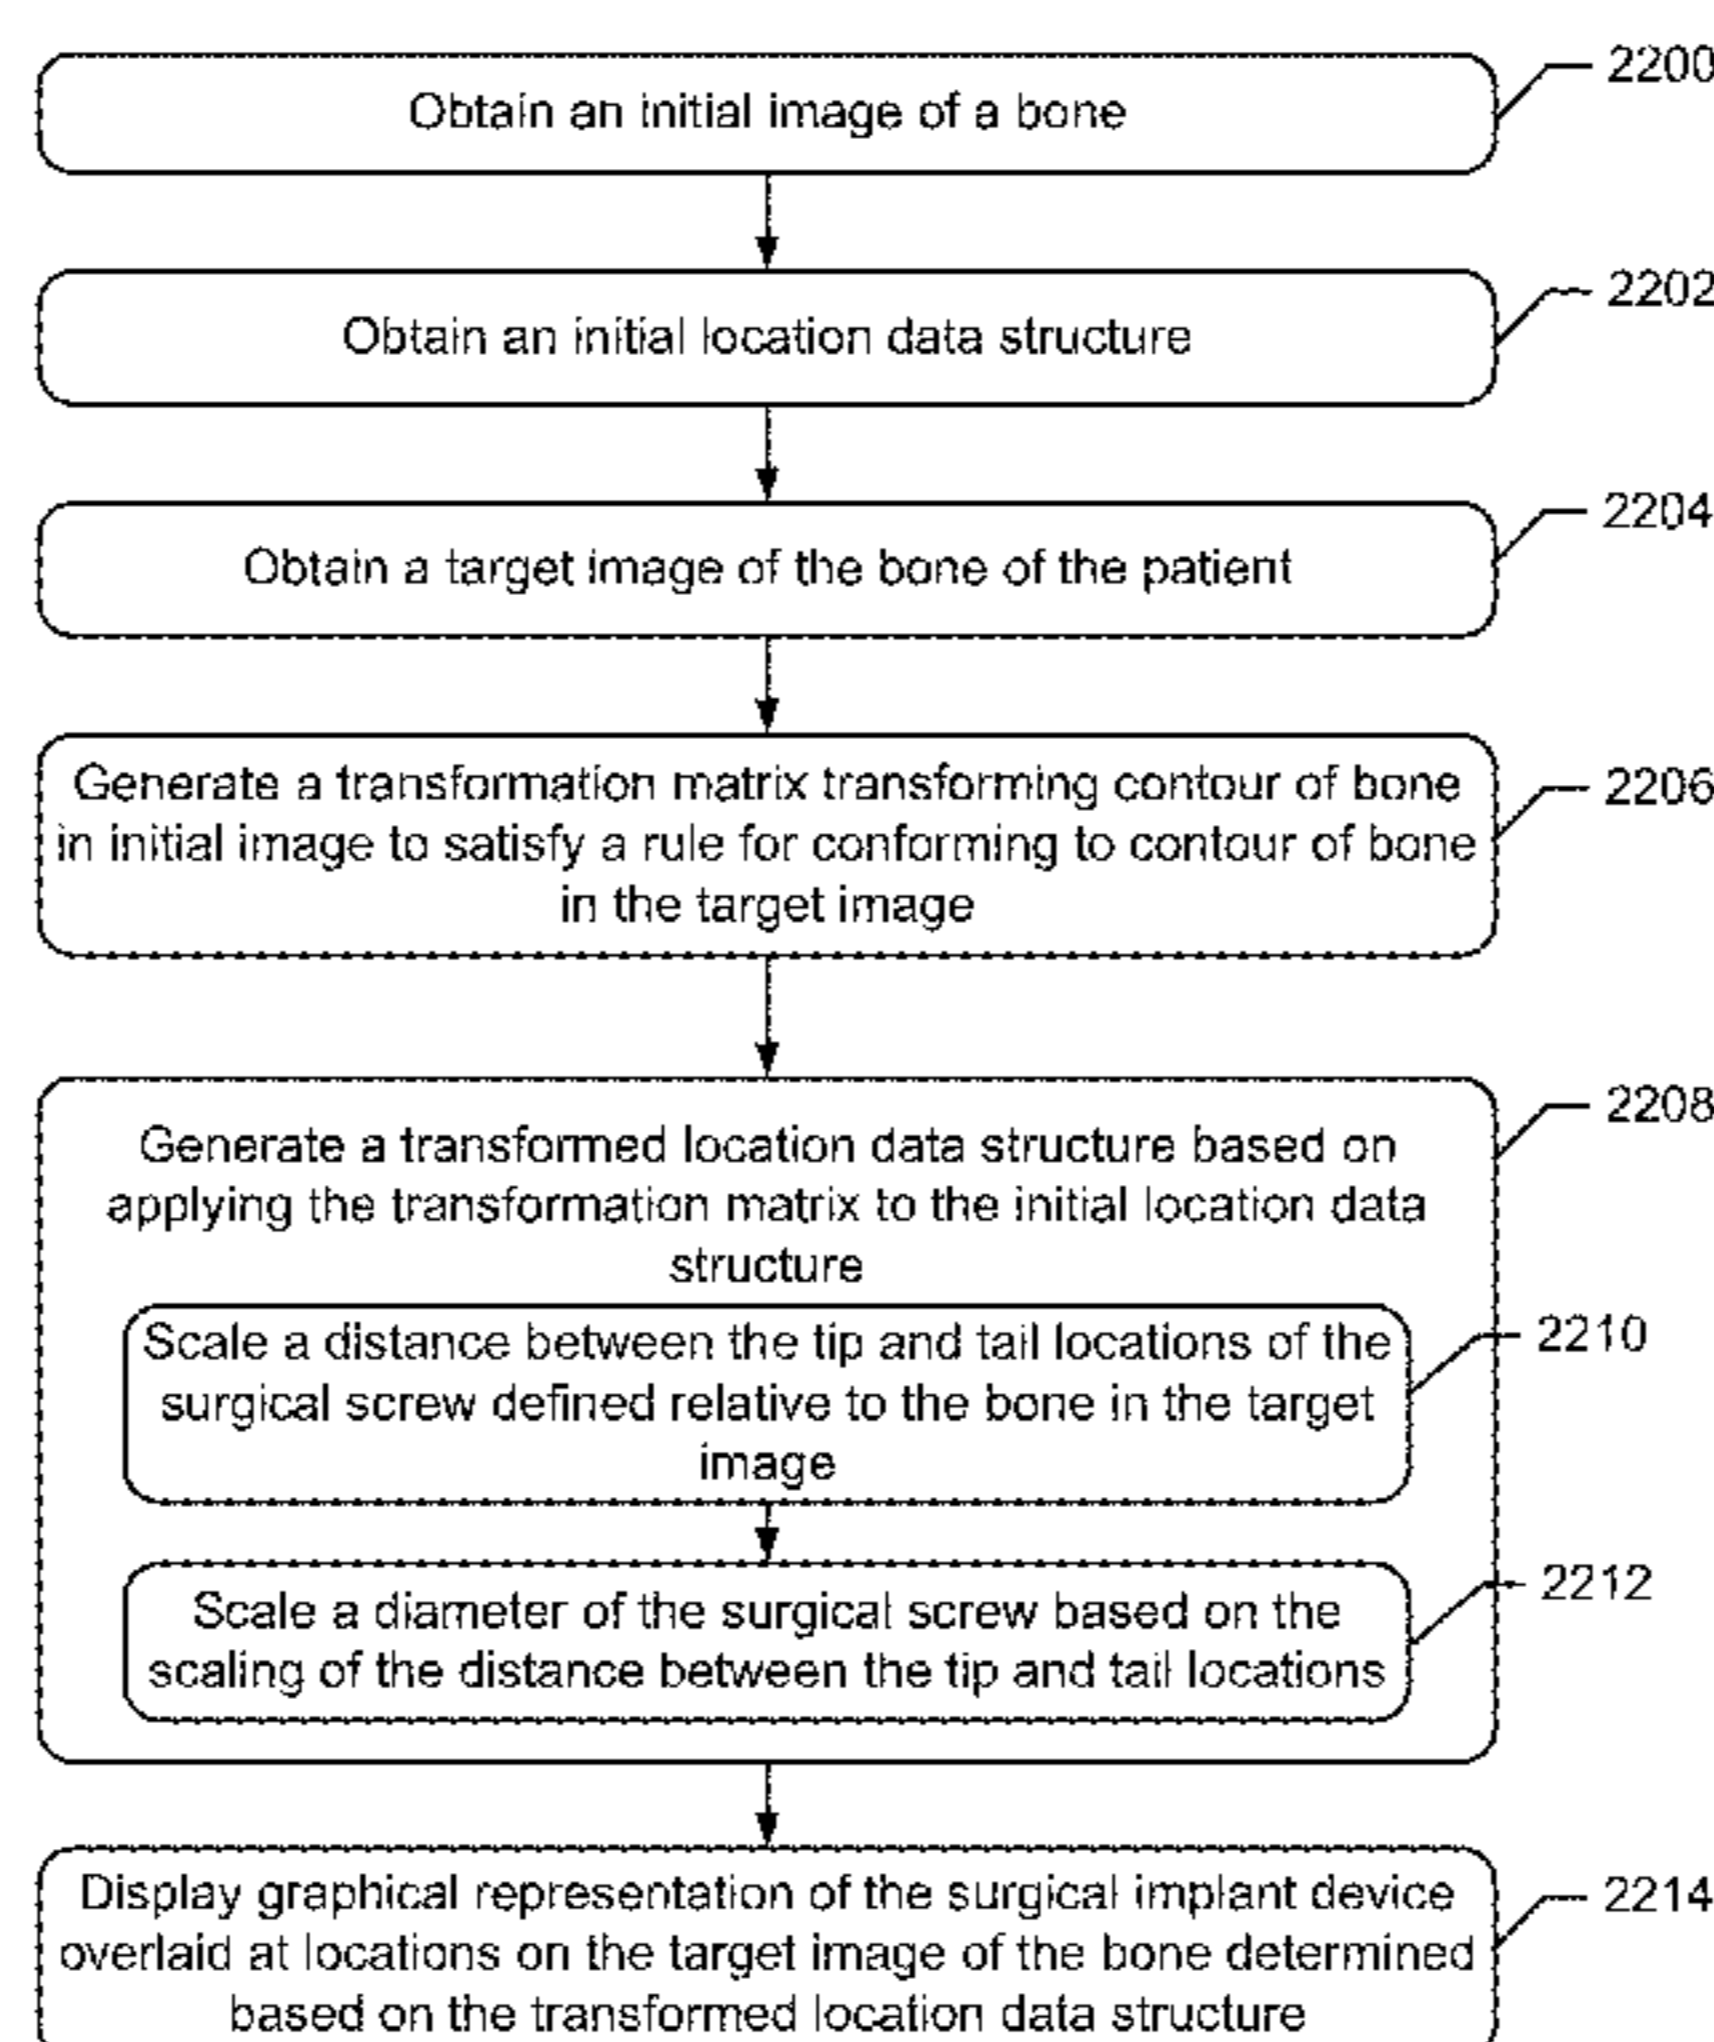 Obtain an initial image of a bone
2200
Obtain an initial location data structure
2202
Obtain a target image of the bone of the patient
2204
Generate a transformation matrix transforming contour of bone
in initial image to satisfy a rule for conforming to contour of bone
in the target image
2206
Generate a transformed location data structure based on
applying the transformation matrix to the initial location data
structure
2208
Scale a distance between the tip and tail locations of the
surgical screw defined relative to the bone in the target
image
2210
Scale a diameter of the surgical screw based on the
scaling of the distance between the tip and tail locations
2212
Display graphical representation of the surgical implant device
overlaid at locations on the target image of the bone determined
based on the transformed location data structure
2214